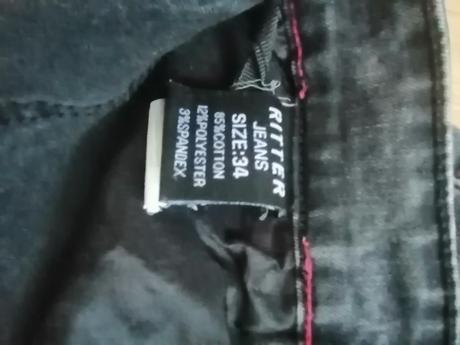 RITTER
JEANS
SIZE:34
85%COTTON
12%POLYESTER
3%SPANDEX